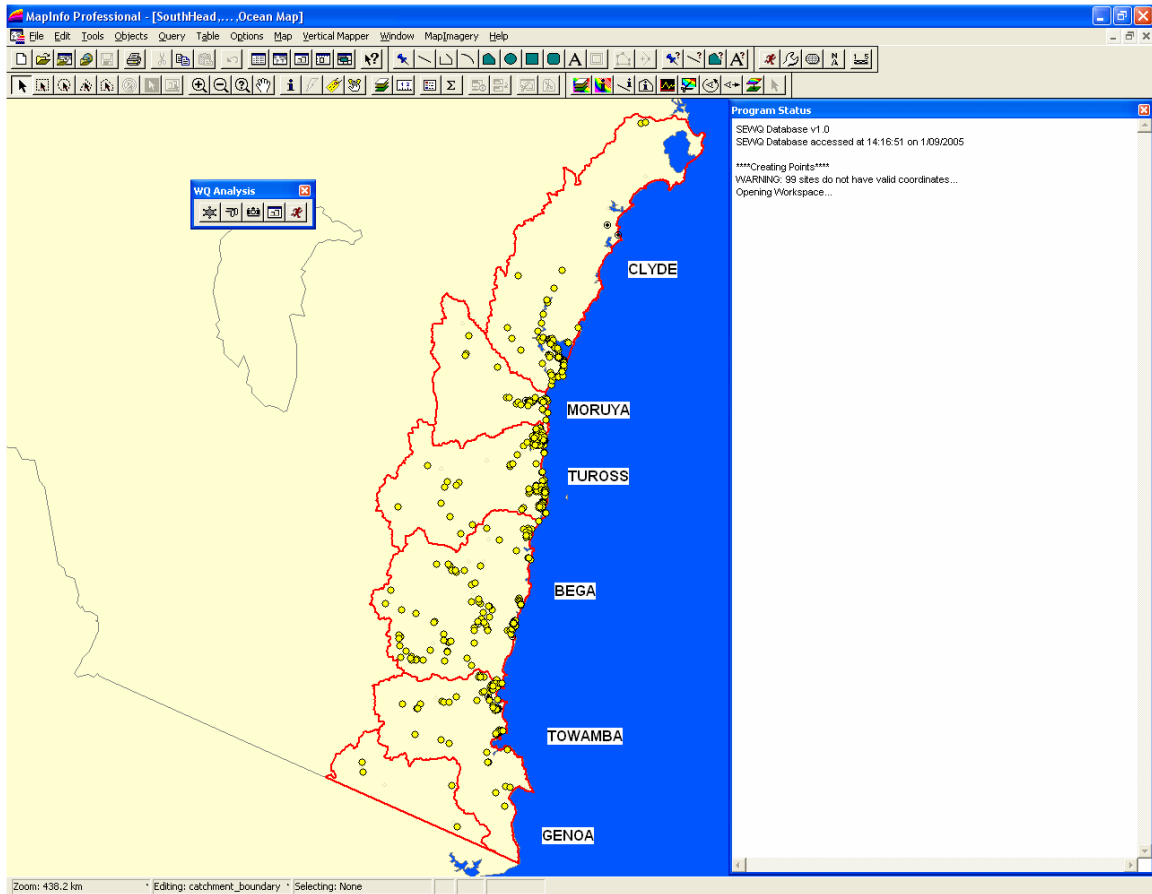 MapInfo Professional - [SouthHead,...,Ocean Map]
File Edit Tools Objects Query Table Options Map Vertical Mapper Window MapImagery Help
WQ Analysis
Program Status
SEWQ Database v1.0
SEWQ Database accessed at 14:16:51 on 1/09/2005
****Creating Points****
WARNING: 99 sites do not have valid coordinates...
Opening Workspace...
CLYDE
MORUYA
TUROSS
BEGA
TOWAMBA
GENOA
Zoom: 438.2 km Editing: catchment_boundary Selecting: None